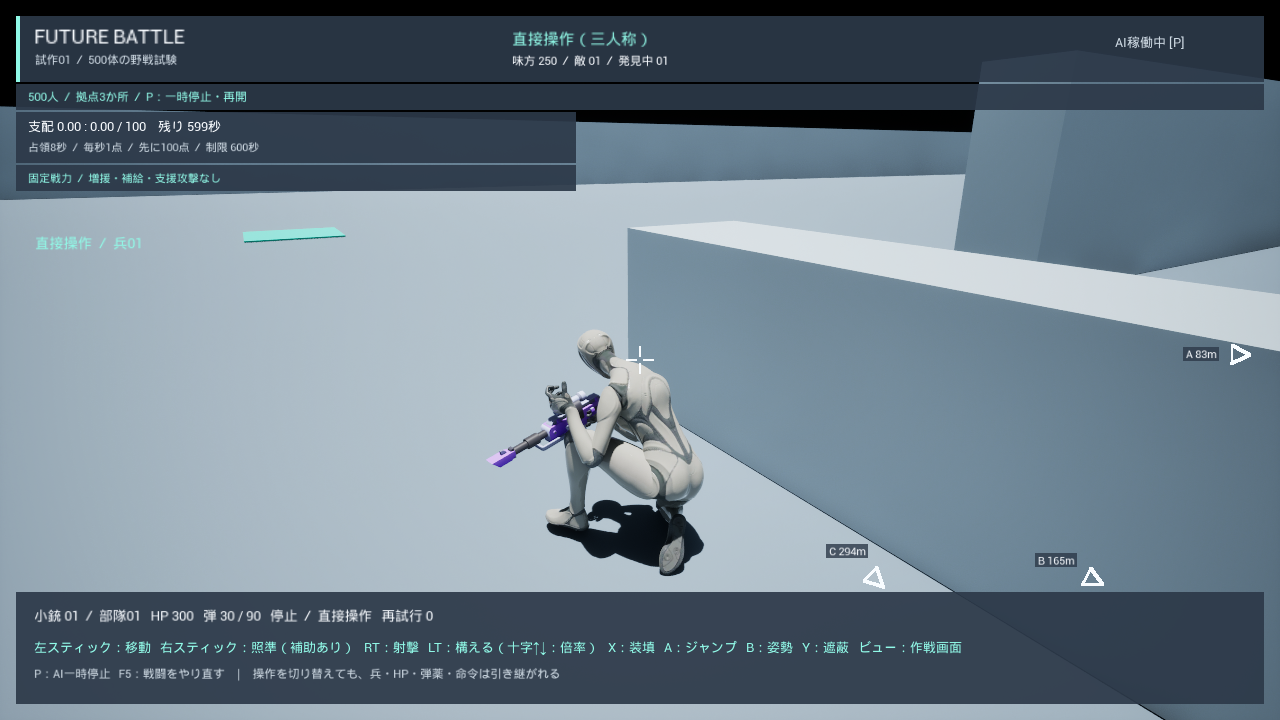 FUTURE BATTLE
試作01 / 500体の野戦試験
直接操作 ( 三人称 )
味方 250 / 敵 01 / 発見中 01
AI稼働中 [P]
500人 / 拠点3か所 / P : 一時停止・再開
支配 0.00 : 0.00 / 100 残り 599秒
占領8秒 / 毎秒1点 / 先に100点 / 制限 600秒
固定戦力 / 増援・補給・支援攻撃なし
直接操作 / 兵01
A 83m
C 294m
B 165m
小銃 01 / 部隊01 HP 300 弾 30 / 90 停止 / 直接操作 再試行 0
左スティック : 移動 右スティック : 照準 ( 補助あり ) RT : 射撃 LT : 構える ( 十字↑↓ : 倍率 ) X : 装填 A : ジャンプ B : 姿勢 Y : 遮蔽 ビュー : 作戦画面
P : AI一時停止 F5 : 戦闘をやり直す | 操作を切り替えても、兵・HP・弾薬・命令は引き継がれる